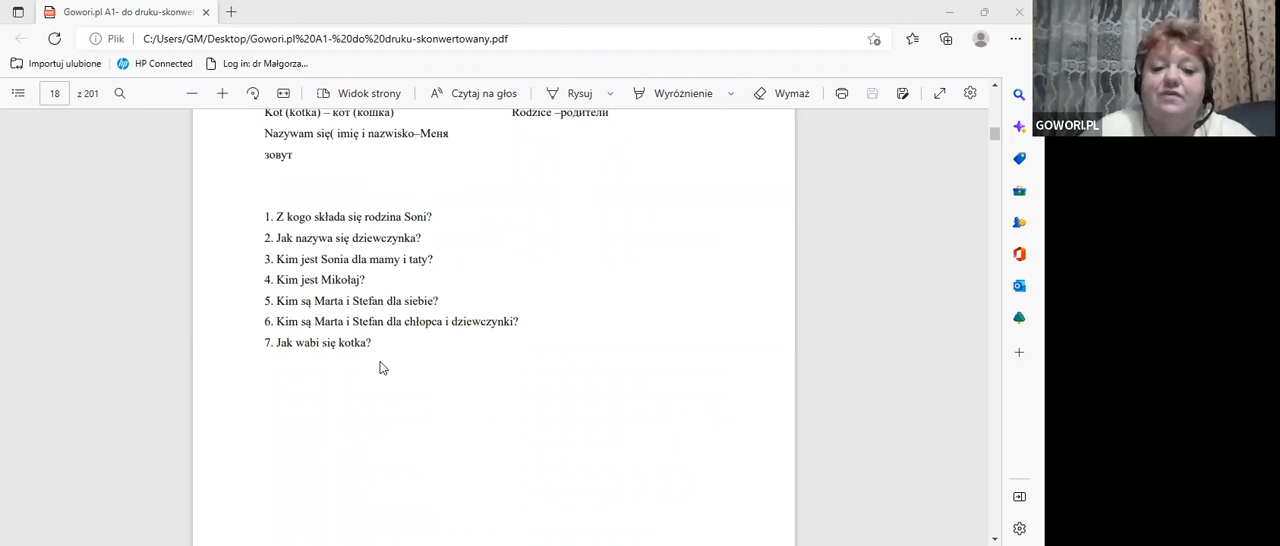 Gowori.pl A1- do druku-skonwer
Plik
C:/Users/GM/Desktop/Gowori.pl%20A1-%20do%20druku-skonwertowany.pdf
Importuj ulubione
HP Connected
Log in: dr Małgorza...
18 z 201
Widok strony
Czytaj na głos
Rysuj
Wyróżnienie
Wymaż
GOWORI.PL
Kot (kotka) – кот (кошка)
Rodzice –родители
Nazywam się( imię i nazwisko–Меня
зовут
1. Z kogo składa się rodzina Soni?
2. Jak nazywa się dziewczynka?
3. Kim jest Sonia dla mamy i taty?
4. Kim jest Mikołaj?
5. Kim są Marta i Stefan dla siebie?
6. Kim są Marta i Stefan dla chłopca i dziewczynki?
7. Jak wabi się kotka?